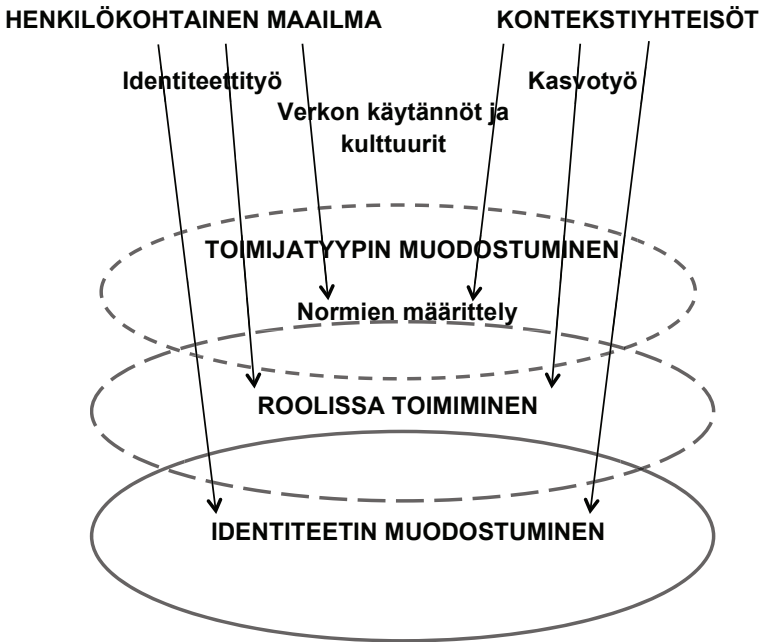 HENKILÖKOHTAINEN MAAILMA
KONTEKSTIYHTEISÖT
Identiteettityö
Kasvotyö
Verkon käytännöt ja
kulttuurit
TOIMIJATYYPIN MUODOSTUMINEN
Normien määrittely
ROOLISSA TOIMIMINEN
IDENTITEETIN MUODOSTUMINEN